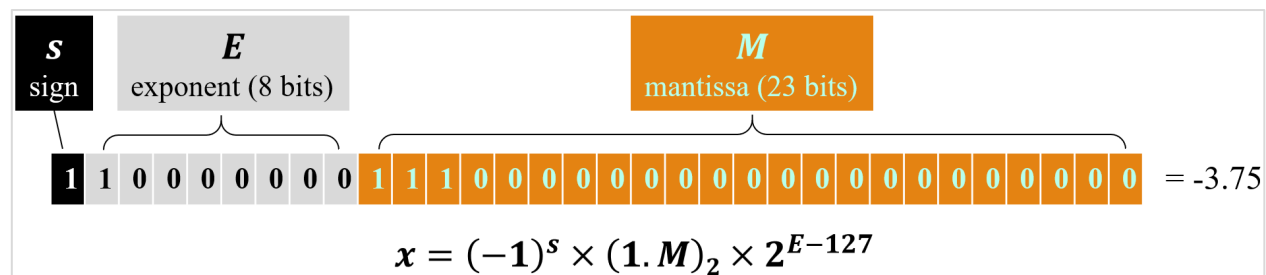 s E M
sign exponent (8 bits) mantissa (23 bits)
1 1 0 0 0 0 0 0 0 1 1 1 0 0 0 0 0 0 0 0 0 0 0 0 0 0 0 0 0 0 0 0 = -3.75
x = (−1)^s × (1.M)₂ × 2^{E−127}